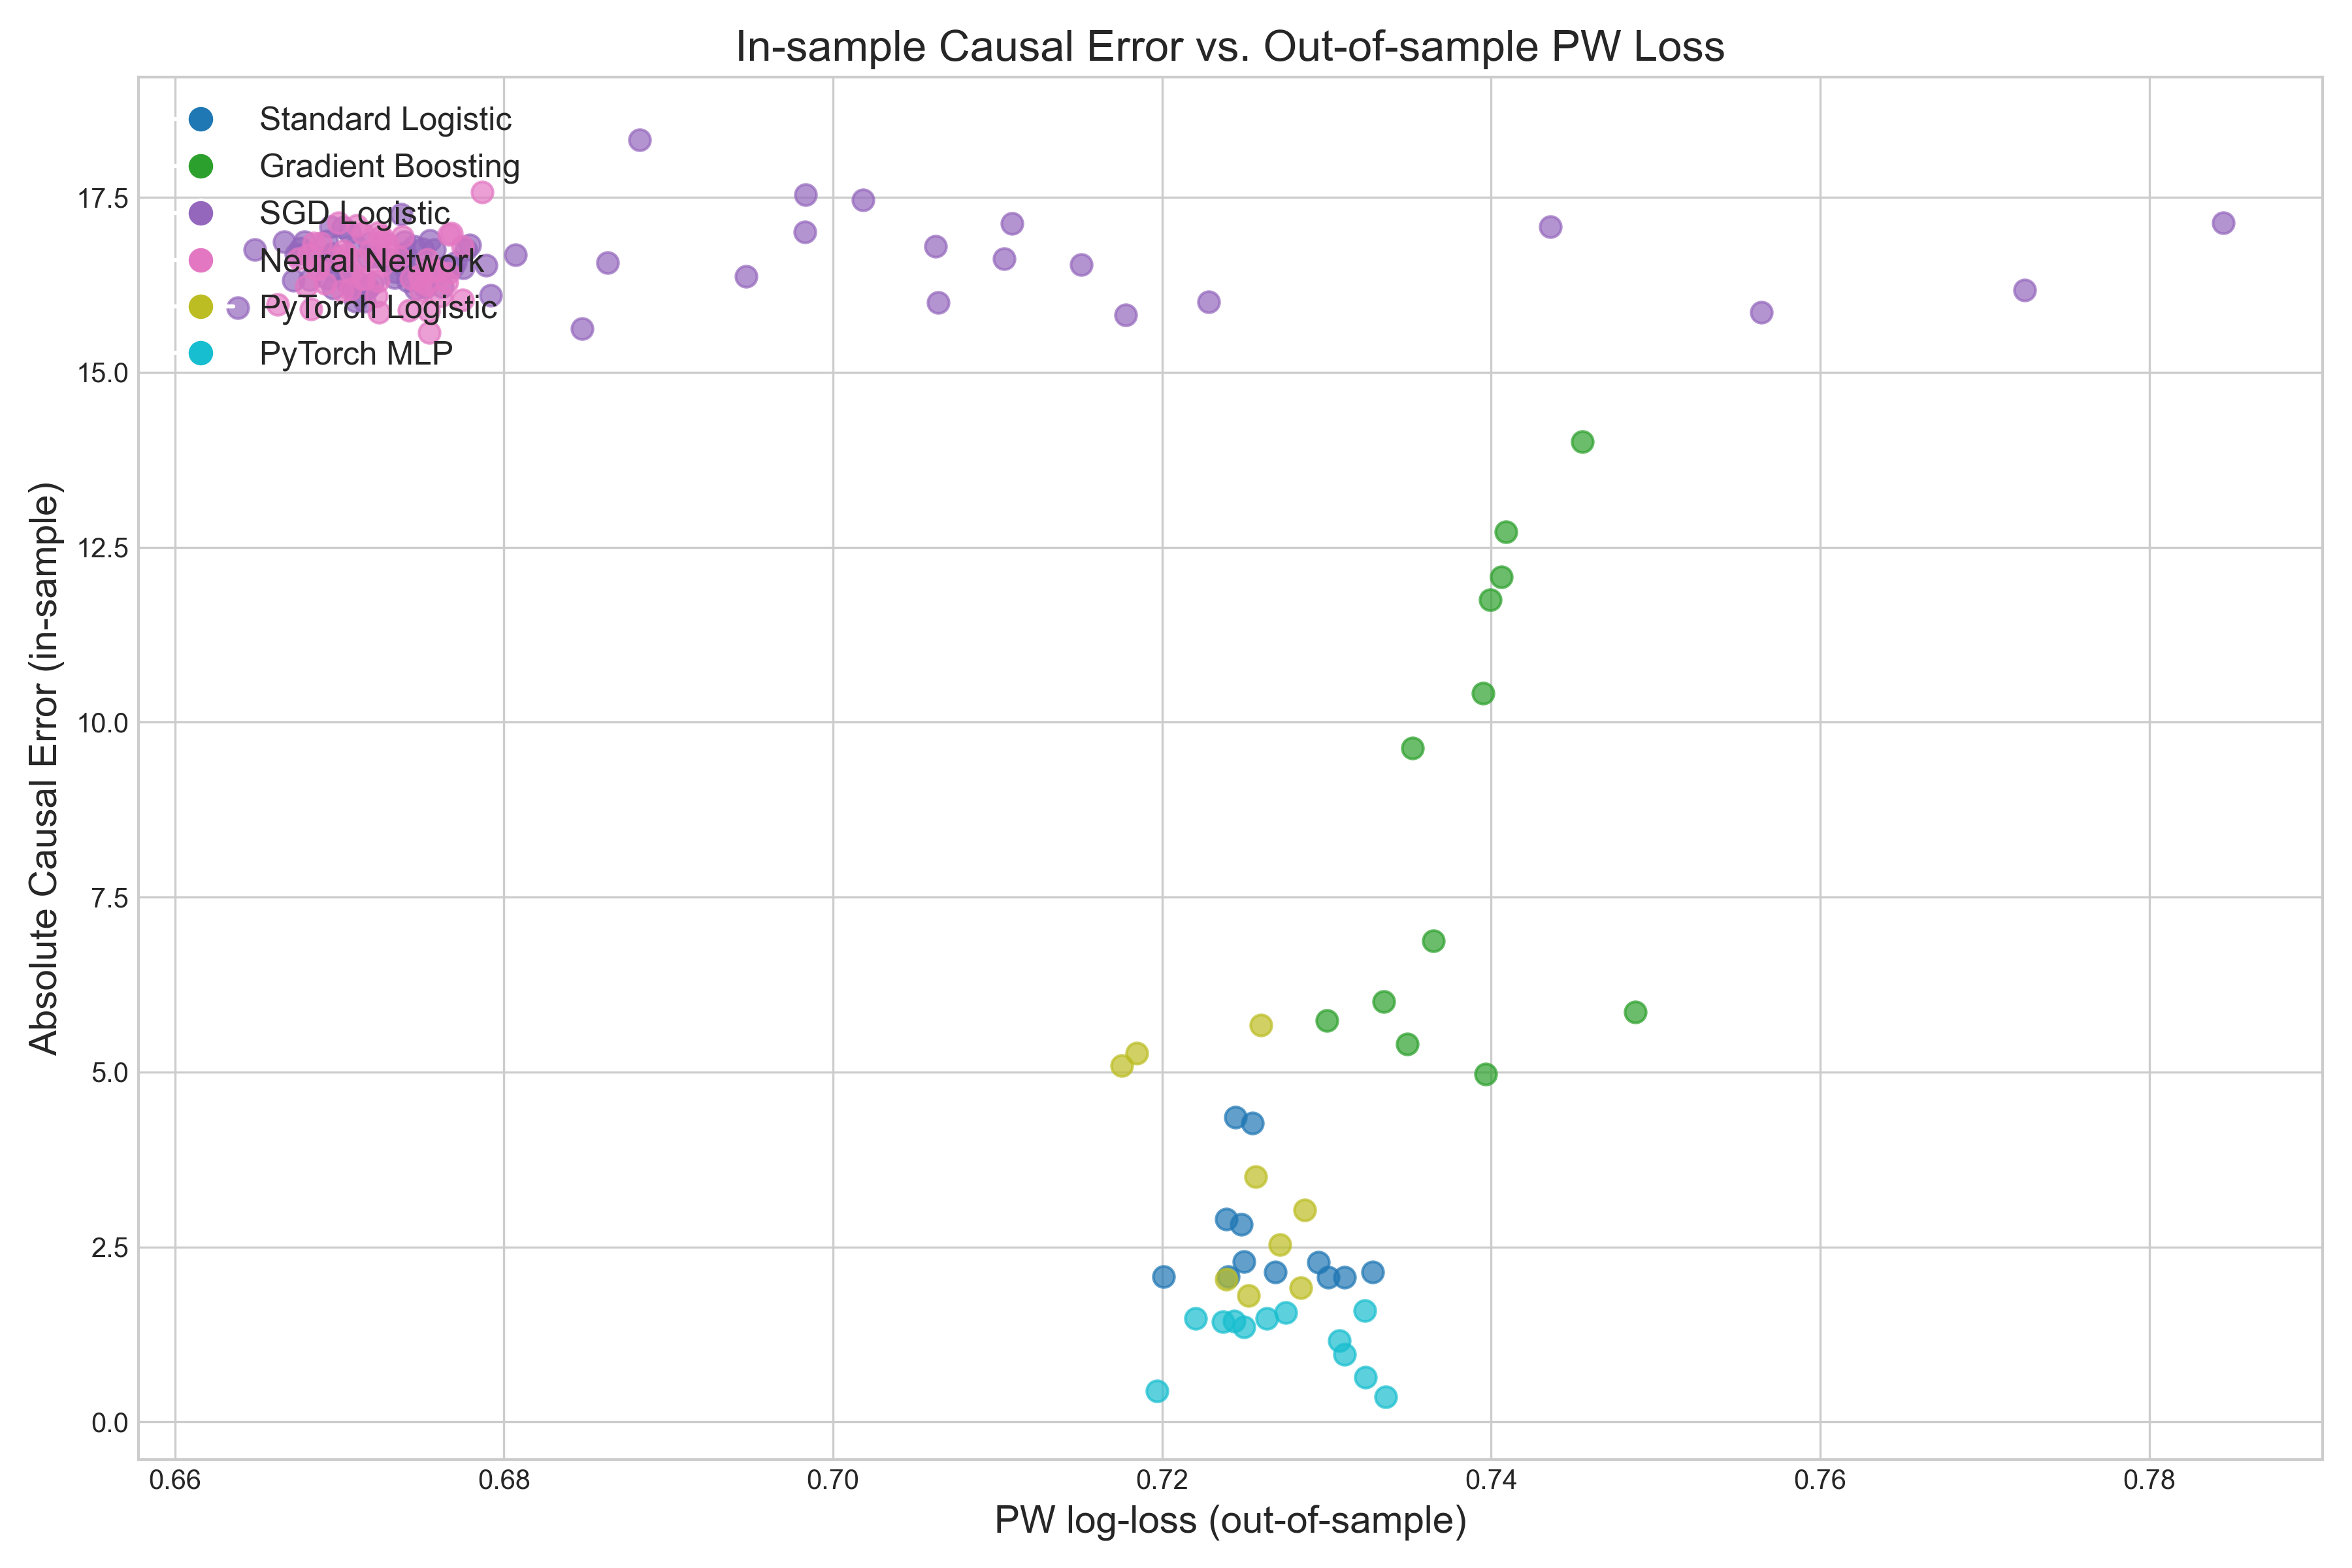 In-sample Causal Error vs. Out-of-sample PW Loss
Standard Logistic
Gradient Boosting
SGD Logistic
Neural Network
PyTorch Logistic
PyTorch MLP
Absolute Causal Error (in-sample)
17.5
15.0
12.5
10.0
7.5
5.0
2.5
0.0
0.66 0.68 0.70 0.72 0.74 0.76 0.78
PW log-loss (out-of-sample)